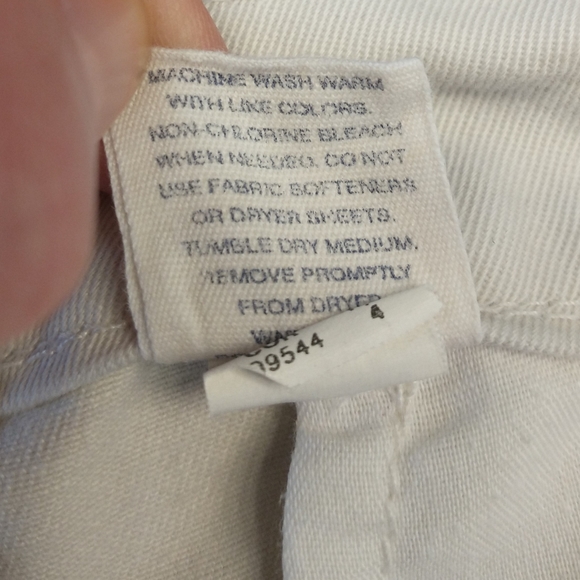 MACHINE WASH WARM
WITH LIKE COLORS.
NON-CHLORINE BLEACH
WHEN NEEDED. DO NOT
USE FABRIC SOFTENERS
OR DRYER SHEETS.
TUMBLE DRY MEDIUM.
REMOVE PROMPTLY
FROM DRYER
4
09544